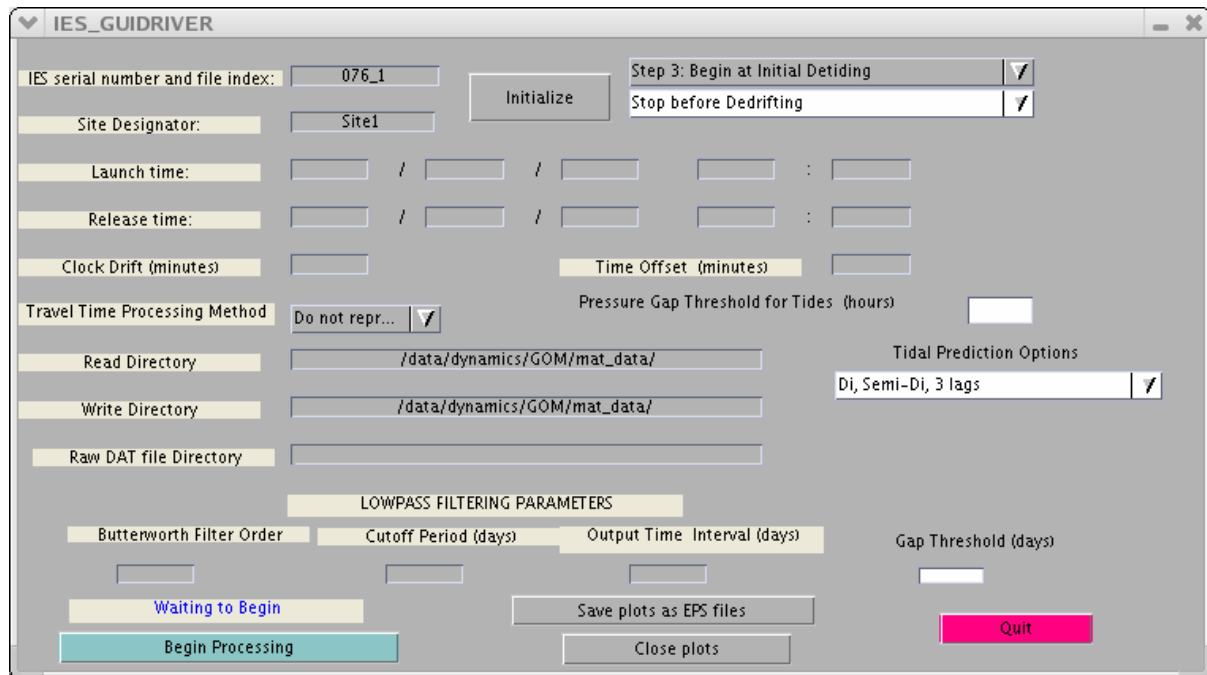 IES_GUIDRIVER
IES serial number and file index:
076_1
Initialize
Step 3: Begin at Initial Detiding
Stop before Dedrifting
Site Designator:
Site1
Launch time:
/ / :
Release time:
/ / :
Clock Drift (minutes)
Time Offset (minutes)
Travel Time Processing Method
Do not repr...
Pressure Gap Threshold for Tides (hours)
Read Directory
/data/dynamics/GOM/mat_data/
Tidal Prediction Options
Di, Semi-Di, 3 lags
Write Directory
/data/dynamics/GOM/mat_data/
Raw DAT file Directory
LOWPASS FILTERING PARAMETERS
Butterworth Filter Order
Cutoff Period (days)
Output Time Interval (days)
Gap Threshold (days)
Waiting to Begin
Save plots as EPS files
Quit
Begin Processing
Close plots